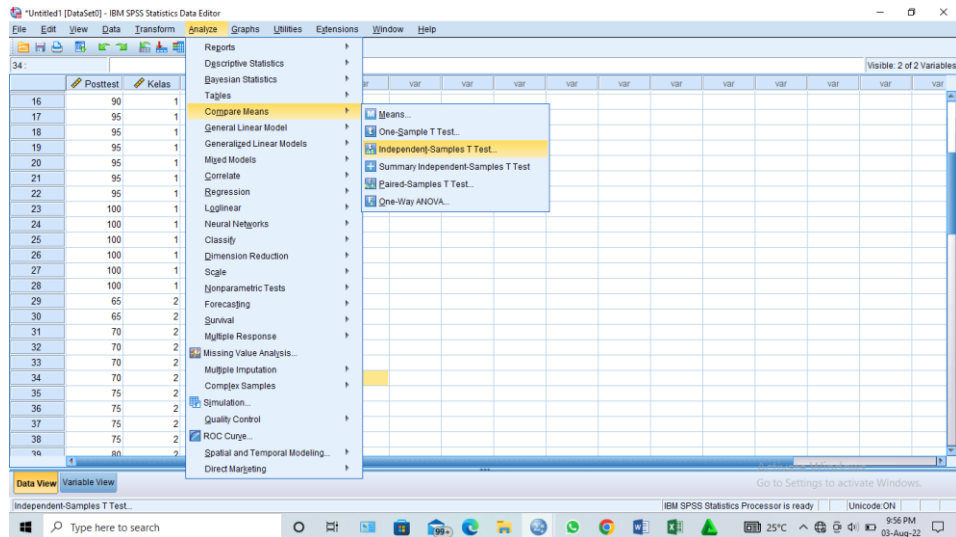 *Untitled1 [DataSet0] - IBM SPSS Statistics Data Editor
File Edit View Data Transform Analyze Graphs Utilities Extensions Window Help
34 :
Visible: 2 of 2 Variables
Posttest Kelas var var var var var var var var var var var
16 90 1
17 95 1
18 95 1
19 95 1
20 95 1
21 95 1
22 95 1
23 100 1
24 100 1
25 100 1
26 100 1
27 100 1
28 100 1
29 65 2
30 65 2
31 70 2
32 70 2
33 70 2
34 70 2
35 75 2
36 75 2
37 75 2
38 75 2
39 80 2
Reports
Descriptive Statistics
Bayesian Statistics
Tables
Compare Means
General Linear Model
Generalized Linear Models
Mixed Models
Correlate
Regression
Loglinear
Neural Networks
Classify
Dimension Reduction
Scale
Nonparametric Tests
Forecasting
Survival
Multiple Response
Missing Value Analysis...
Multiple Imputation
Complex Samples
Simulation...
Quality Control
ROC Curve...
Spatial and Temporal Modeling...
Direct Marketing
Means...
One-Sample T Test...
Independent-Samples T Test...
Summary Independent-Samples T Test
Paired-Samples T Test...
One-Way ANOVA...
Data View Variable View
Activate Windows
Go to Settings to activate Windows.
Independent-Samples T Test...
IBM SPSS Statistics Processor is ready
Unicode:ON
Type here to search
99+
25°C
9:56 PM
03-Aug-22